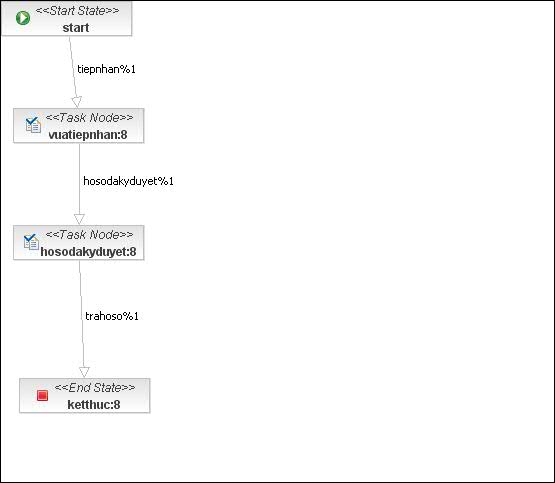 <<Start State>>
start
tiepnhan%1
<<Task Node>>
vuatiepnhan:8
hosodakyduyet%1
<<Task Node>>
hosodakyduyet:8
trahoso%1
<<End State>>
ketthuc:8